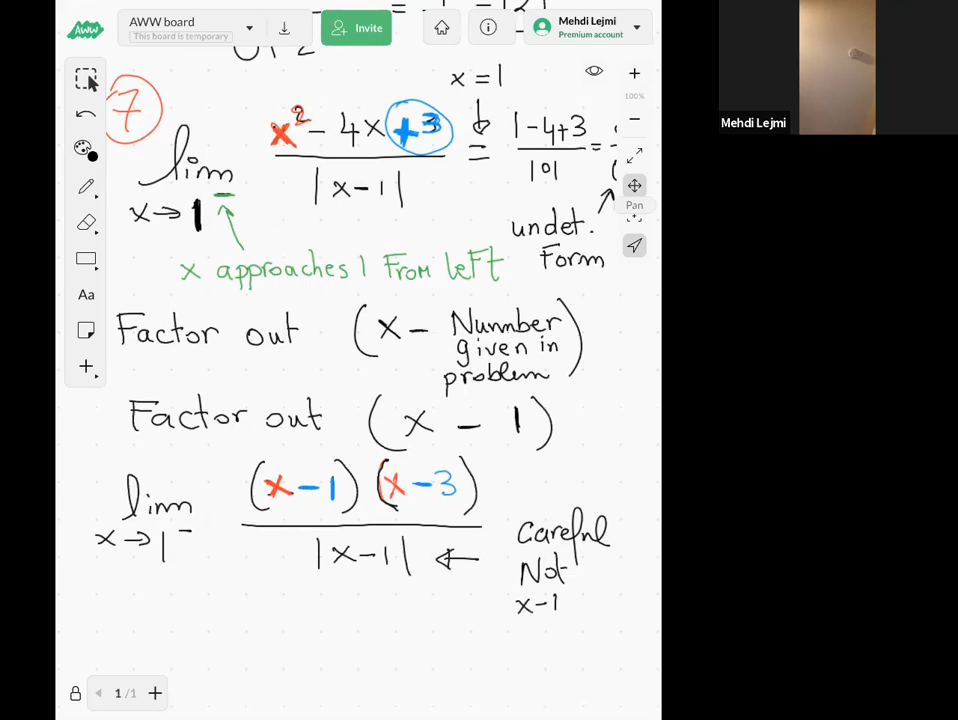 AWW board
This board is temporary
Invite
Mehdi Lejmi
Premium account
7
x = 1
lim x² - 4x + 3 / |x - 1| = 1 - 4 + 3 / |0| =
x → 1⁻
undet.
Form
x approaches 1 From left
Factor out (x - Number
given in
problem)
Factor out (x - 1)
lim (x - 1) (x - 3) / |x - 1| ←
x → 1⁻
Careful
Not
x - 1
100%
Pan
Aa
1 / 1
Mehdi Lejmi